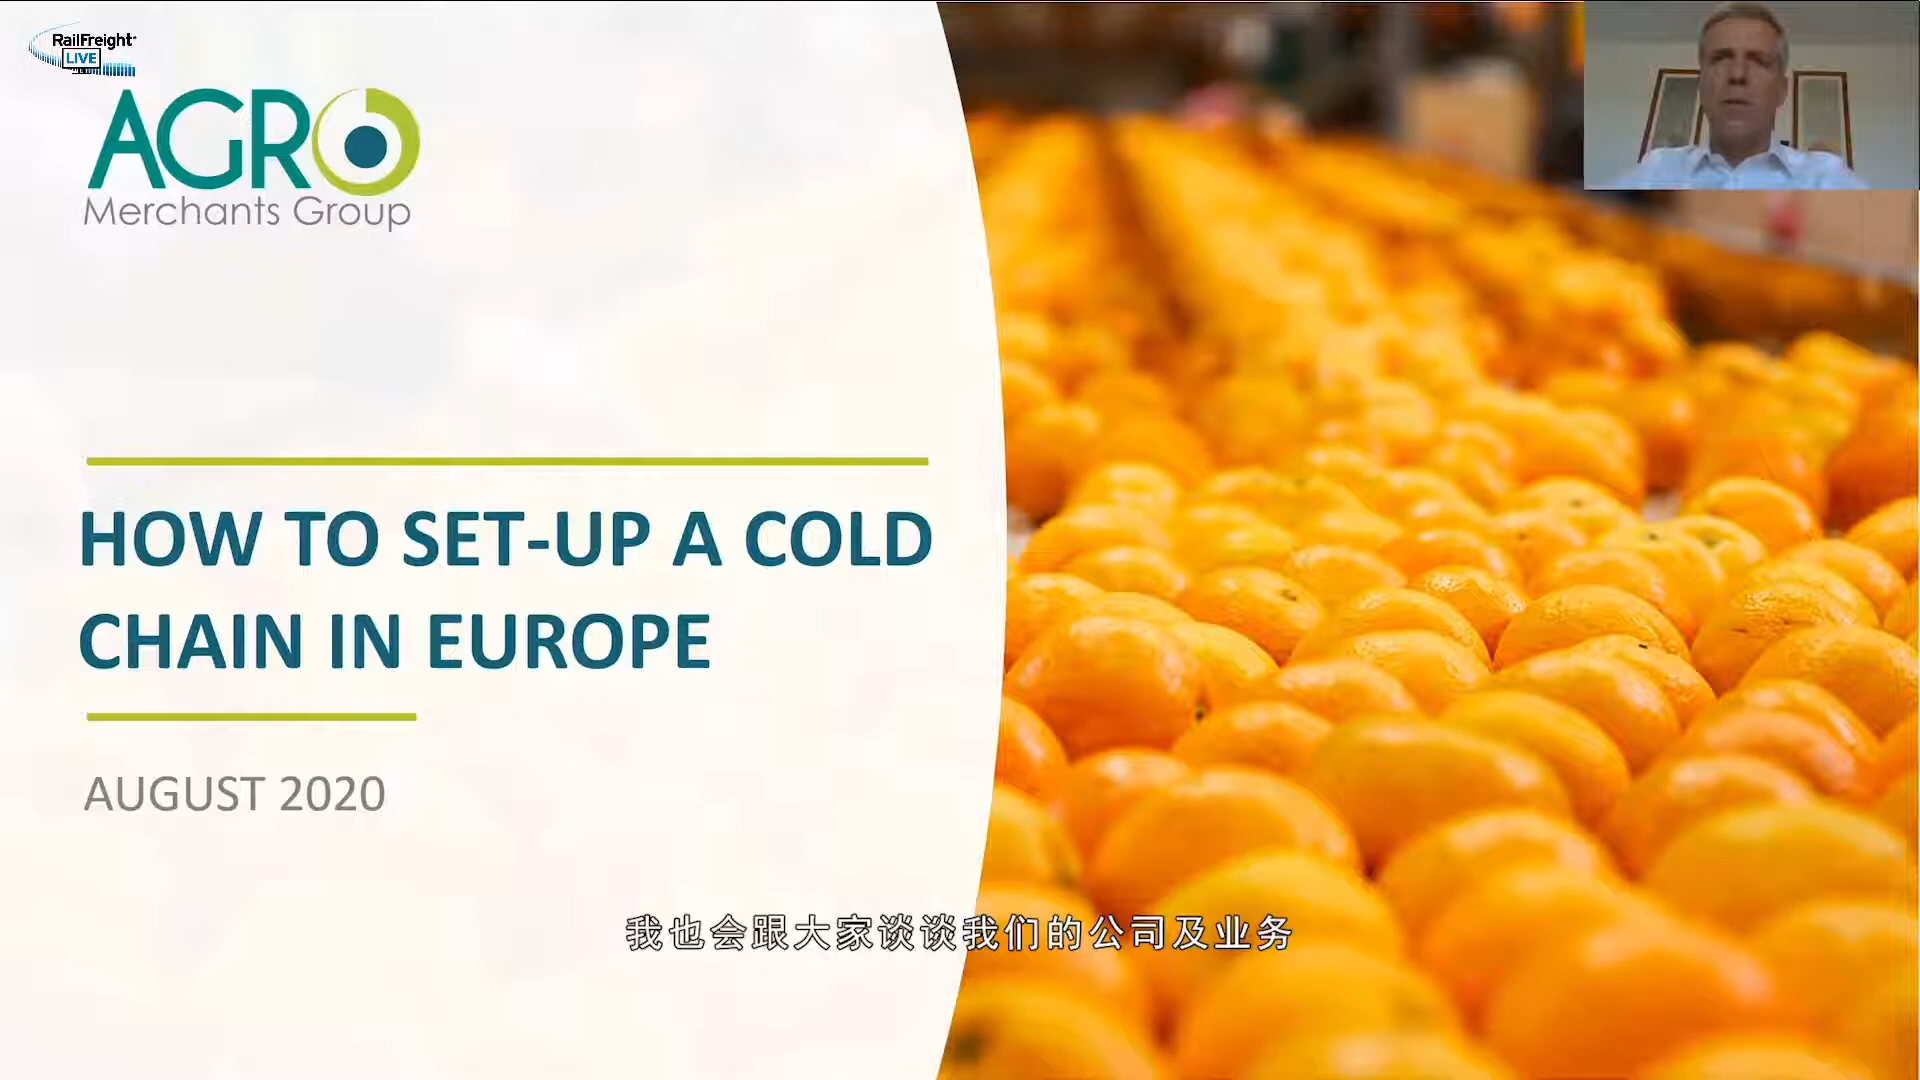 RailFreight
LIVE
AGRO
Merchants Group
HOW TO SET-UP A COLD
CHAIN IN EUROPE
AUGUST 2020
我也会跟大家谈谈我们的公司及业务